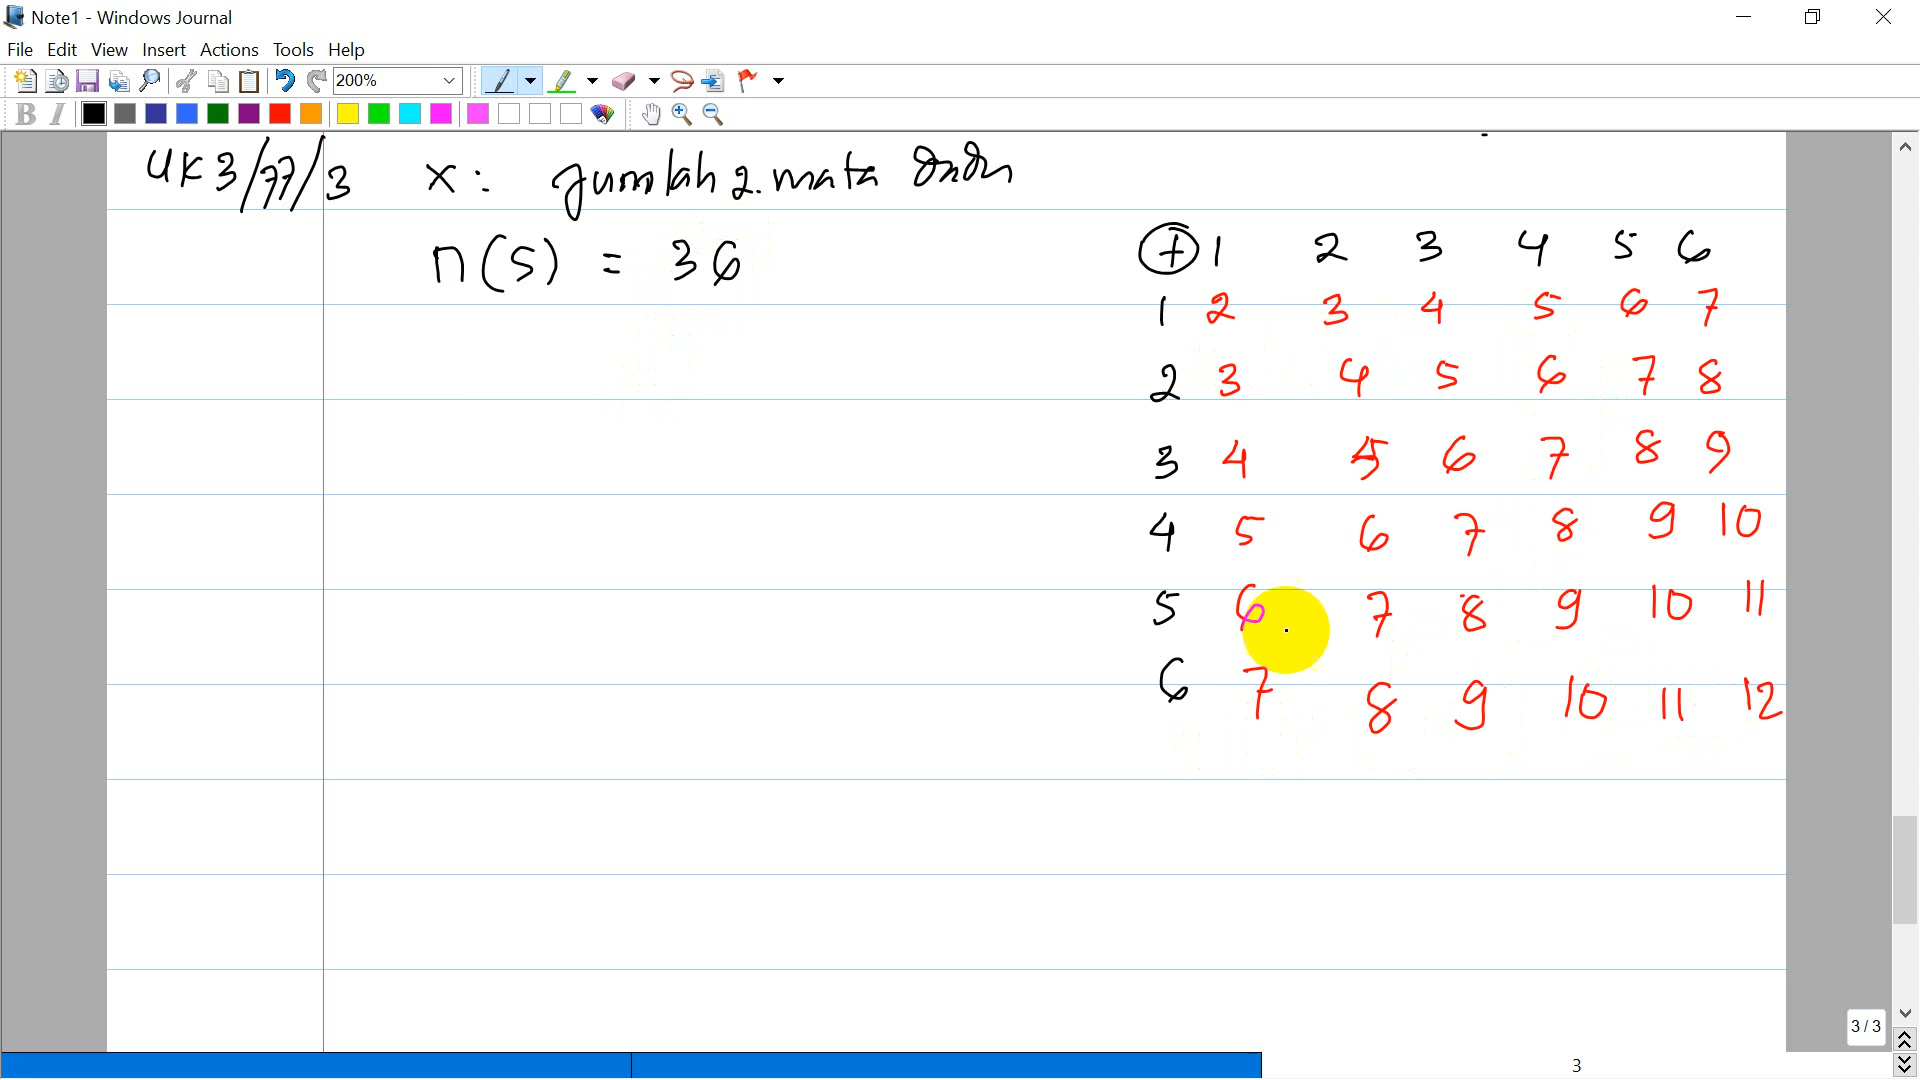 Note1 - Windows Journal
File Edit View Insert Actions Tools Help
200%
B I
UK3/77/3 x: jumlah 2 mata dadu
n(S) = 36
+ 1 2 3 4 5 6
1 2 3 4 5 6 7
2 3 4 5 6 7 8
3 4 5 6 7 8 9
4 5 6 7 8 9 10
5 6 7 8 9 10 11
6 7 8 9 10 11 12
3/3
3